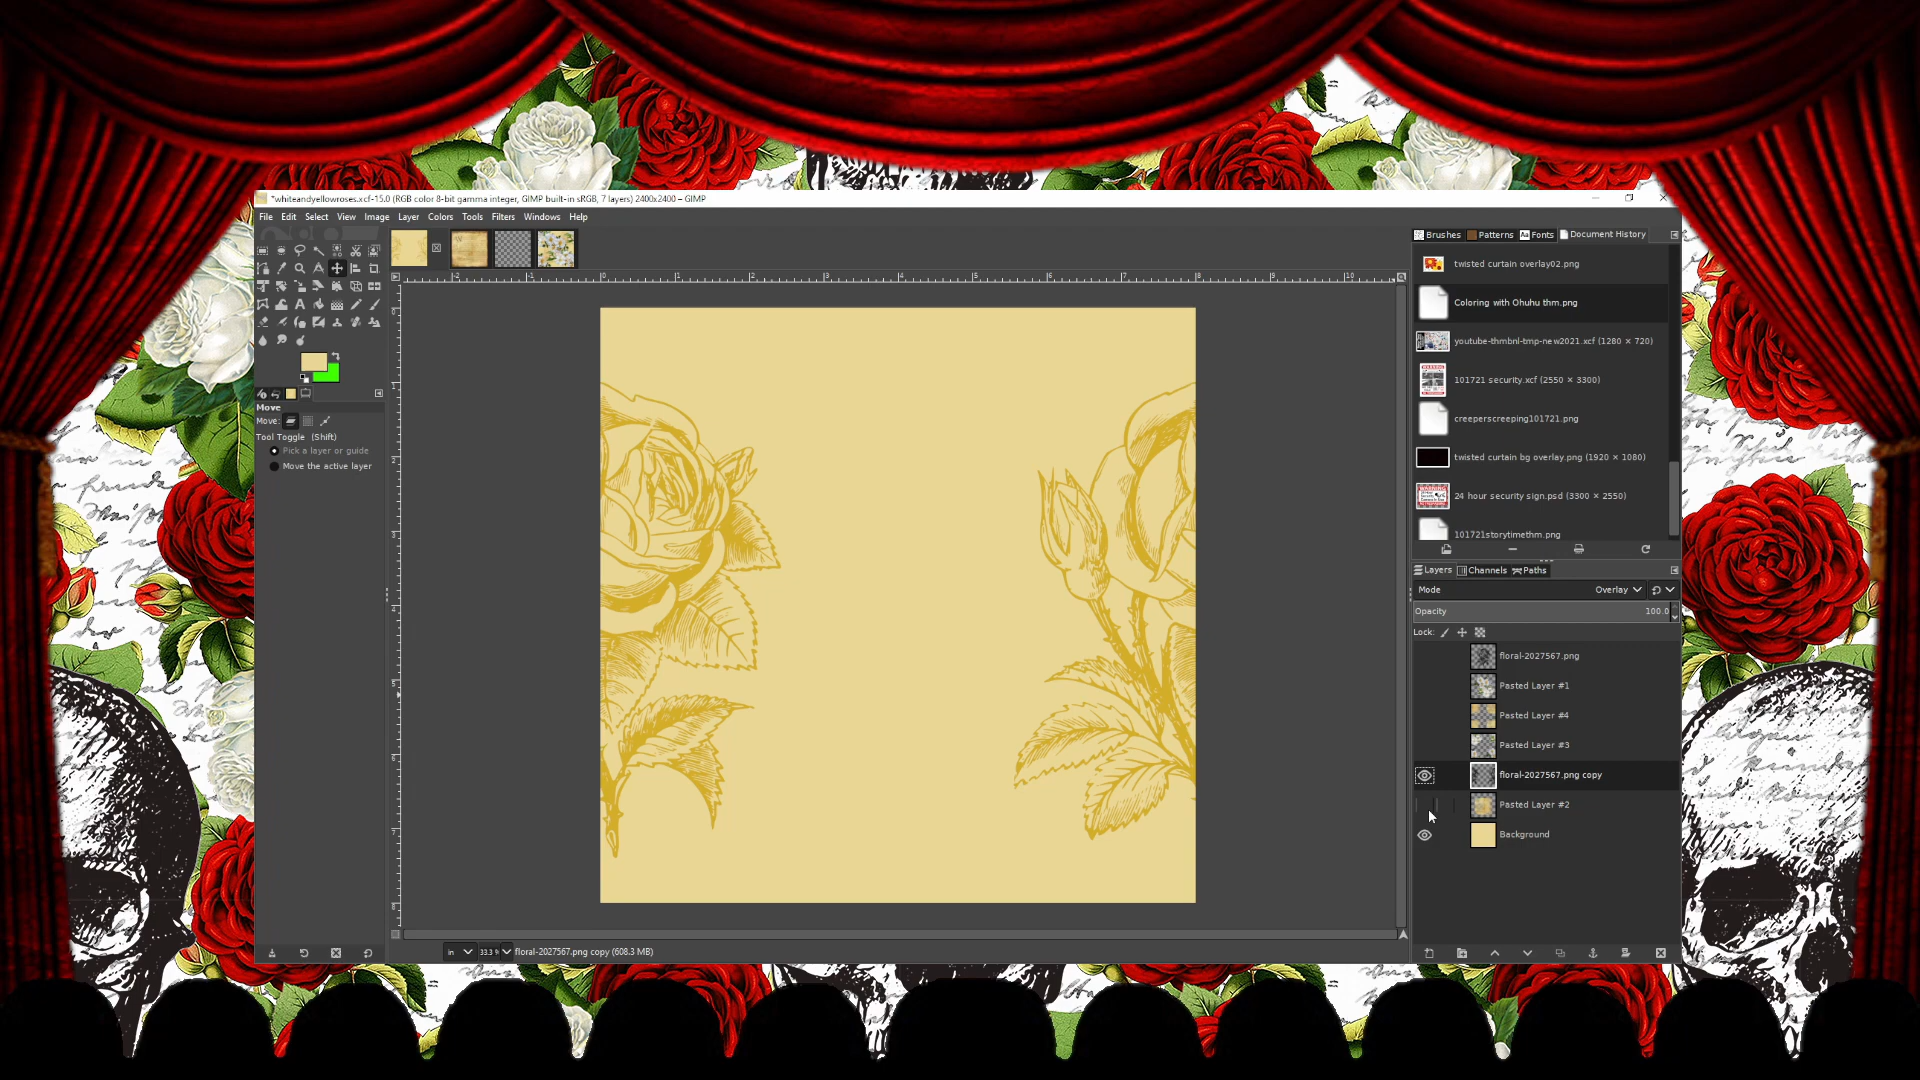 *whiteandyellowroses.xcf-15.0 (RGB color 8-bit gamma integer, GIMP built-in sRGB, 7 layers) 2400x2400 – GIMP
File Edit Select View Image Layer Colors Tools Filters Windows Help
Brushes Patterns Fonts Document History
twisted curtain overlay02.png
Coloring with Ohuhu thm.png
youtube-thmbnl-tmp-new2021.xcf (1280 × 720)
101721 security.xcf (2550 × 3300)
creeperscreeping101721.png
twisted curtain bg overlay.png (1920 × 1080)
24 hour security sign.psd (3300 × 2550)
101721storytimethm.png
Move
Move:
Tool Toggle (Shift)
Pick a layer or guide
Move the active layer
Layers Channels Paths
Mode Overlay
Opacity 100.0
Lock:
floral-2027567.png
Pasted Layer #1
Pasted Layer #4
Pasted Layer #3
floral-2027567.png copy
Pasted Layer #2
Background
in 33.3 % floral-2027567.png copy (608.3 MB)